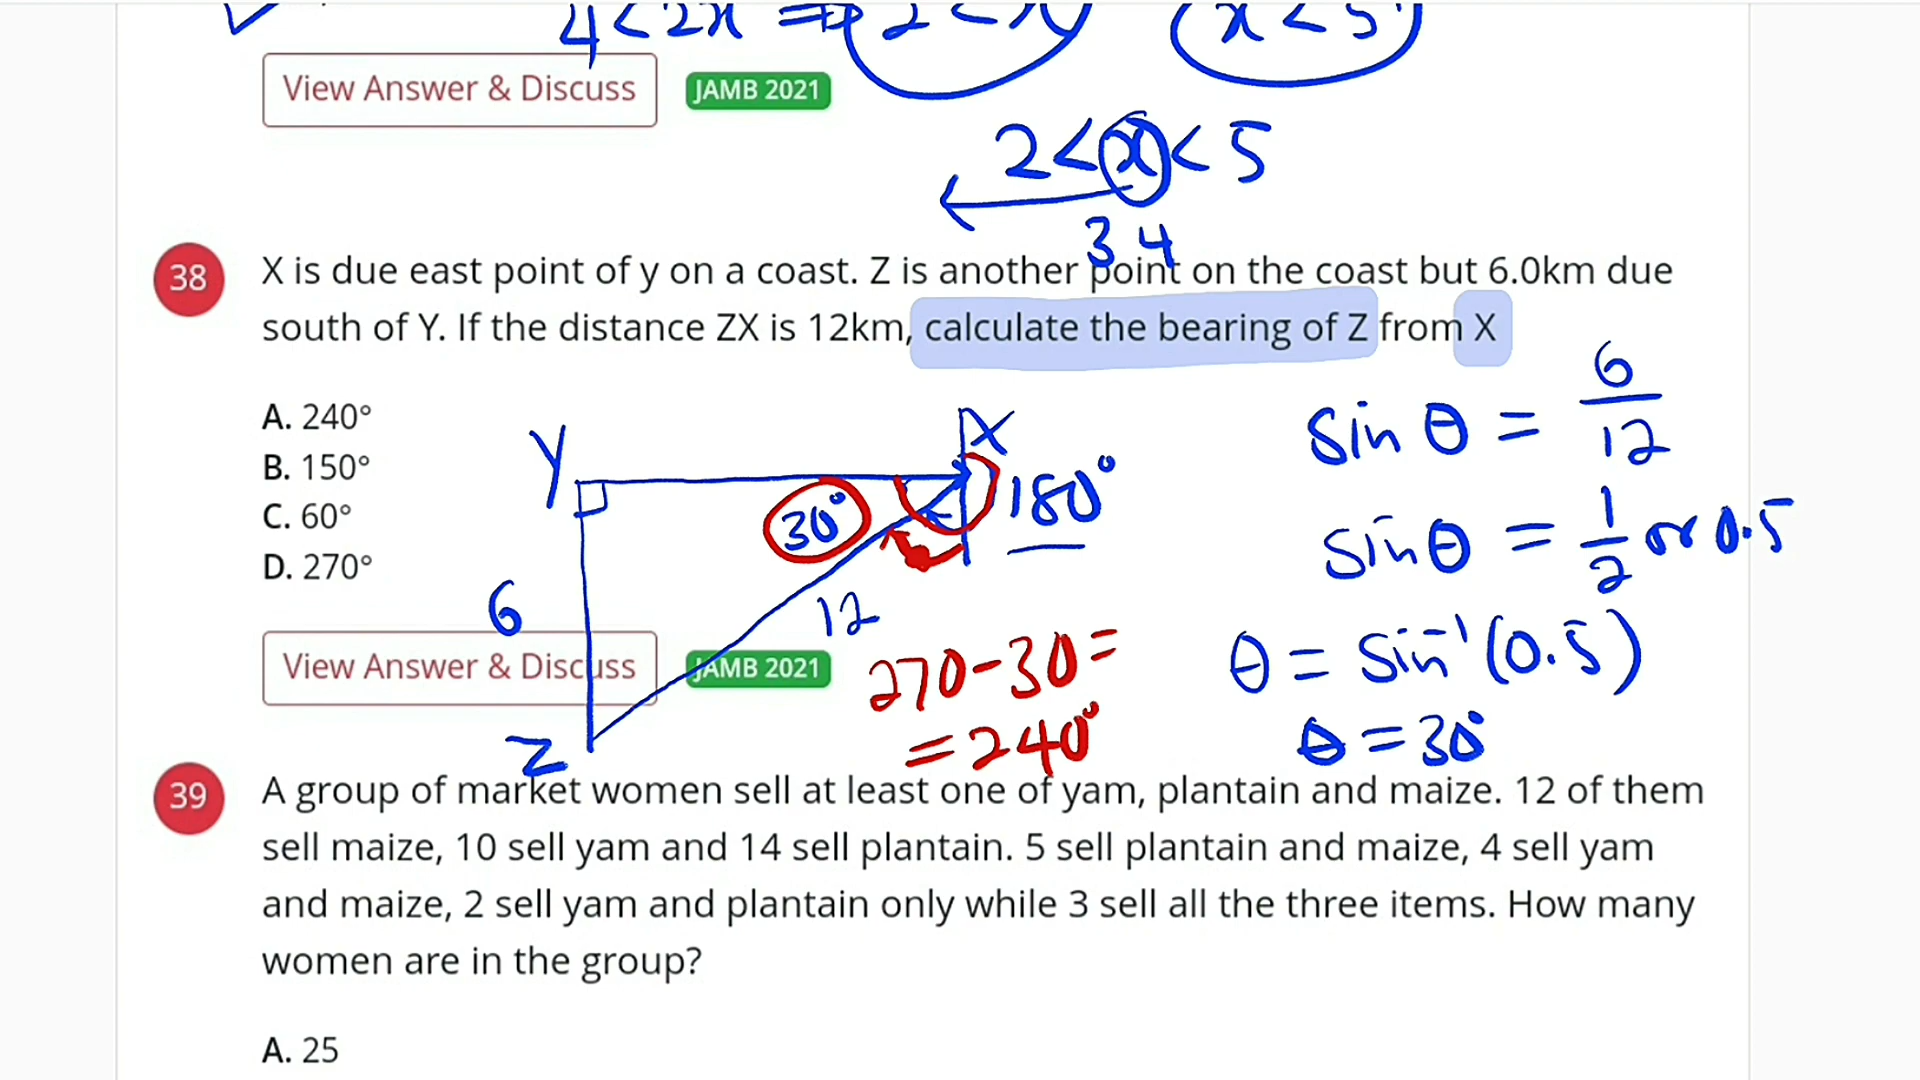 4 < 2x ⇒ 2 < x
x < 5
View Answer & Discuss
JAMB 2021
2 < x < 5
3 4
38
X is due east point of y on a coast. Z is another point on the coast but 6.0km due
south of Y. If the distance ZX is 12km, calculate the bearing of Z from X
A. 240°
B. 150°
C. 60°
D. 270°
Y
X
30°
180°
6
12
Z
270-30=
=240°
sin θ = 6/12
sin θ = 1/2 or 0.5
θ = sin⁻¹(0.5)
θ = 30°
View Answer & Discuss
JAMB 2021
39
A group of market women sell at least one of yam, plantain and maize. 12 of them
sell maize, 10 sell yam and 14 sell plantain. 5 sell plantain and maize, 4 sell yam
and maize, 2 sell yam and plantain only while 3 sell all the three items. How many
women are in the group?
A. 25